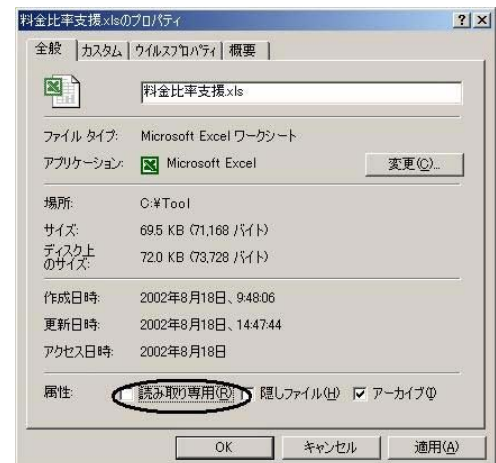 料金比率支援.xlsのプロパティ
全般 カスタム ウイルスプロパティ 概要
料金比率支援.xls
ファイル タイプ: Microsoft Excel ワークシート
アプリケーション: Microsoft Excel 変更(C)...
場所: C:¥Tool
サイズ: 69.5 KB (71,168 バイト)
ディスク上
のサイズ: 72.0 KB (73,728 バイト)
作成日時: 2002年8月18日、9:48:06
更新日時: 2002年8月18日、14:47:44
アクセス日時: 2002年8月18日
属性: 読み取り専用(R) 隠しファイル(H) アーカイブ(I)
OK キャンセル 適用(A)